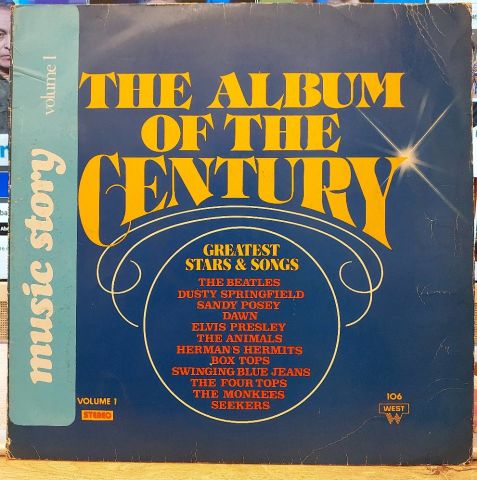 music story
volume 1
THE ALBUM
OF THE
CENTURY
GREATEST
STARS & SONGS
THE BEATLES
DUSTY SPRINGFIELD
SANDY POSEY
DAWN
ELVIS PRESLEY
THE ANIMALS
HERMAN'S HERMITS
BOX TOPS
SWINGING BLUE JEANS
THE FOUR TOPS
THE MONKEES
SEEKERS
VOLUME 1
STEREO
106
WEST